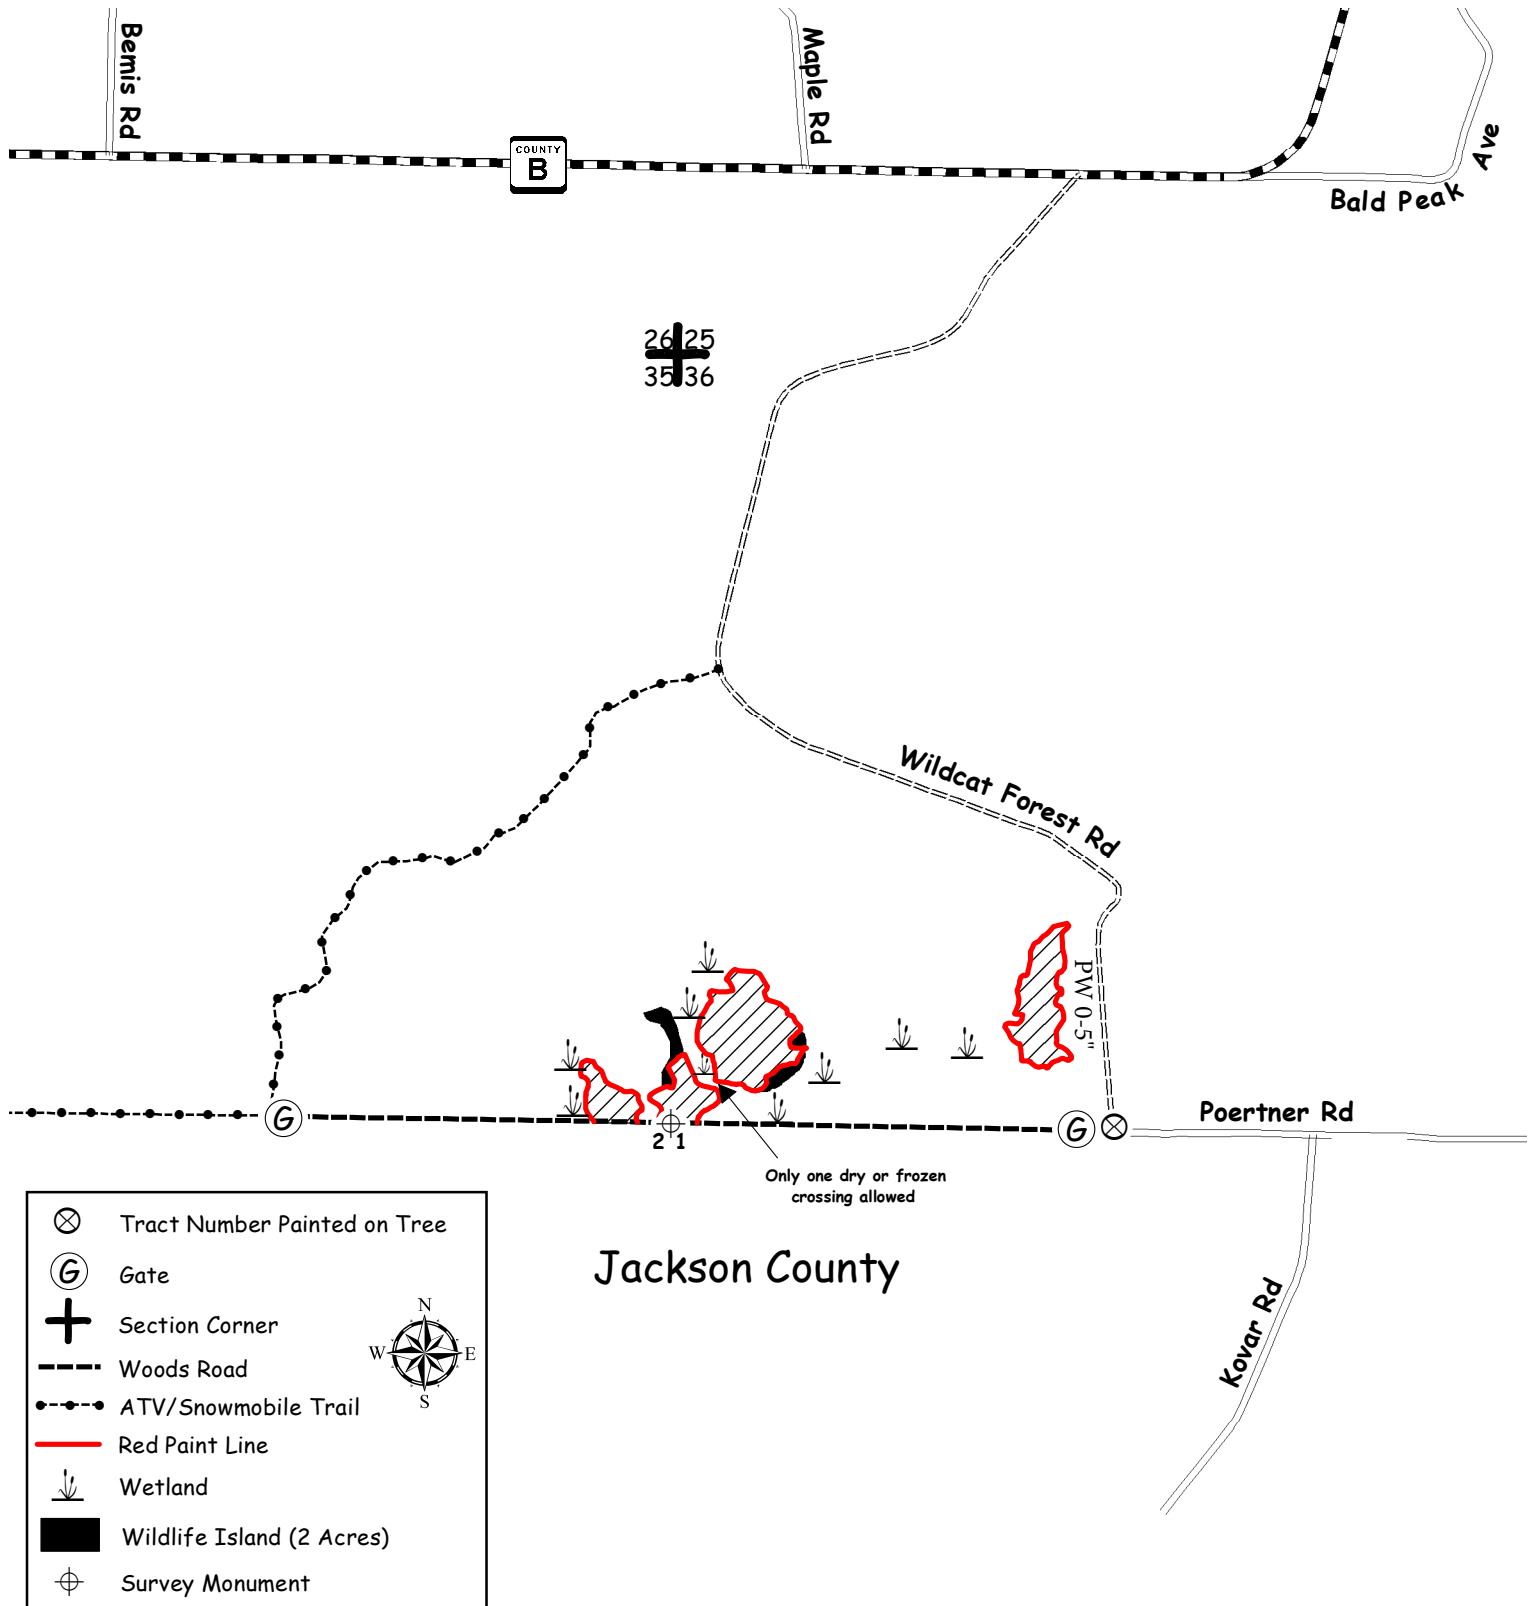 Bemis Rd
Maple Rd
COUNTY
B
Bald Peak Ave
26 25
35 36
Wildcat Forest Rd
PW 0-5"
G
G
Poertner Rd
2 1
Only one dry or frozen
crossing allowed
Jackson County
Kovar Rd
Tract Number Painted on Tree
G
Gate
Section Corner
Woods Road
ATV/Snowmobile Trail
Red Paint Line
Wetland
Wildlife Island (2 Acres)
Survey Monument
N
W E
S